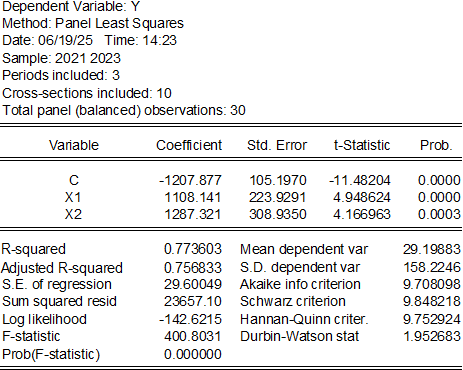 Dependent Variable: Y
Method: Panel Least Squares
Date: 06/19/25 Time: 14:23
Sample: 2021 2023
Periods included: 3
Cross-sections included: 10
Total panel (balanced) observations: 30
Variable Coefficient Std. Error t-Statistic Prob.
C -1207.877 105.1970 -11.48204 0.0000
X1 1108.141 223.9291 4.948624 0.0000
X2 1287.321 308.9350 4.166963 0.0003
R-squared 0.773603 Mean dependent var 29.19883
Adjusted R-squared 0.756833 S.D. dependent var 158.2246
S.E. of regression 29.60049 Akaike info criterion 9.708098
Sum squared resid 23657.10 Schwarz criterion 9.848218
Log likelihood -142.6215 Hannan-Quinn criter. 9.752924
F-statistic 400.8031 Durbin-Watson stat 1.952683
Prob(F-statistic) 0.000000